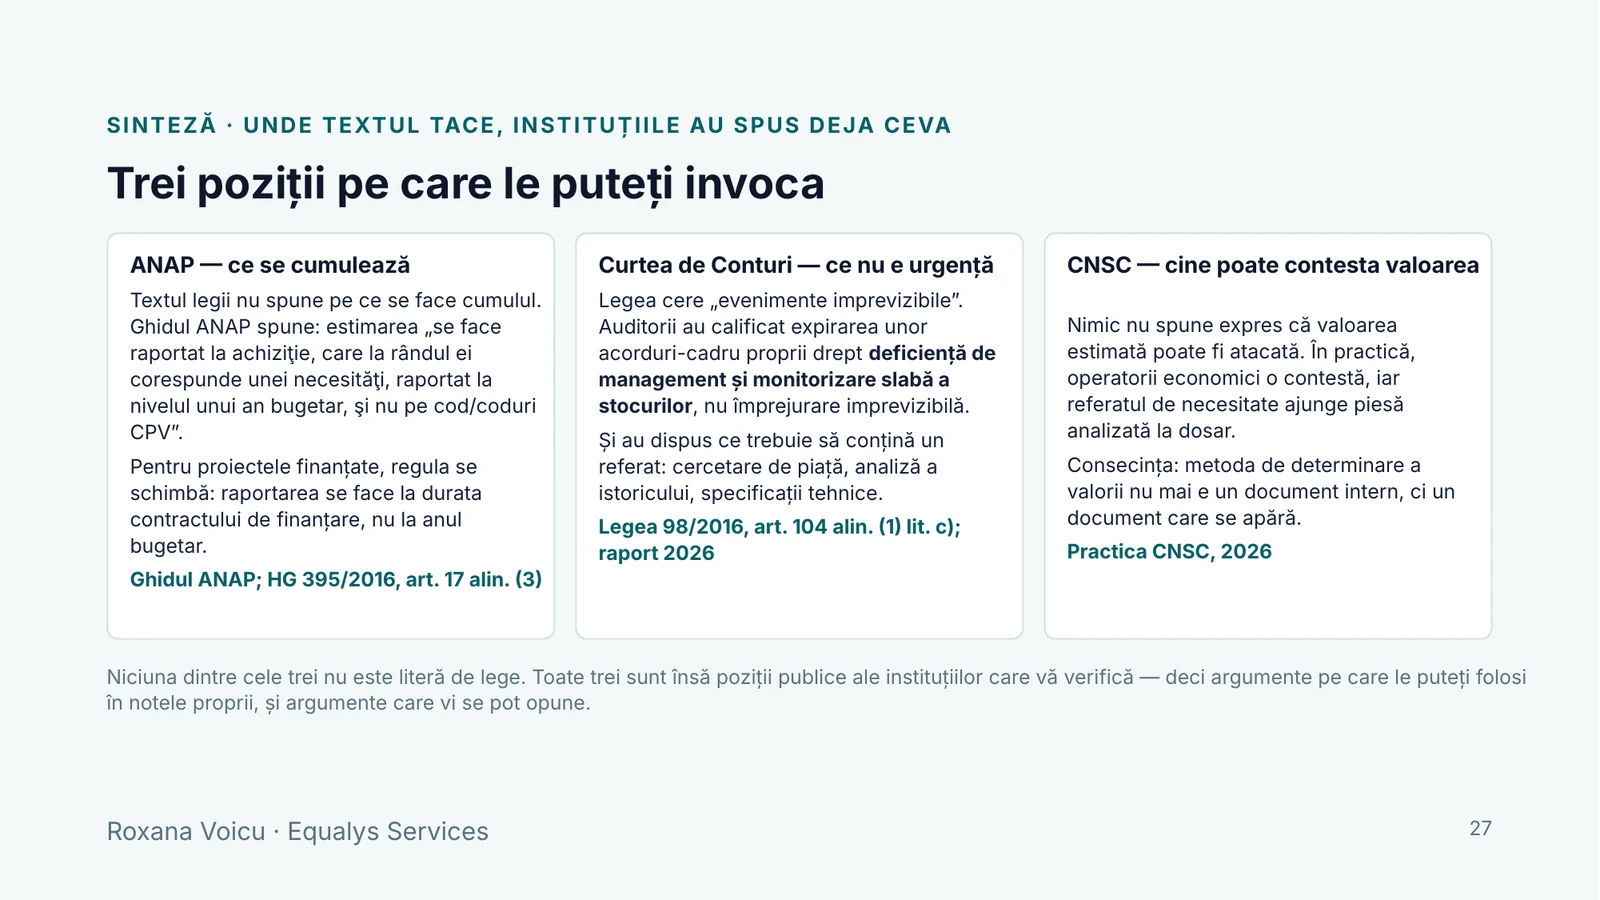 SINTEZĂ · UNDE TEXTUL TACE, INSTITUȚIILE AU SPUS DEJA CEVA
Trei poziții pe care le puteți invoca
ANAP — ce se cumulează
Textul legii nu spune pe ce se face cumulul.
Ghidul ANAP spune: estimarea „se face
raportat la achiziţie, care la rândul ei
corespunde unei necesităţi, raportat la
nivelul unui an bugetar, şi nu pe cod/coduri
CPV”.
Pentru proiectele finanțate, regula se
schimbă: raportarea se face la durata
contractului de finanțare, nu la anul
bugetar.
Ghidul ANAP; HG 395/2016, art. 17 alin. (3)
Curtea de Conturi — ce nu e urgență
Legea cere „evenimente imprevizibile”.
Auditorii au calificat expirarea unor
acorduri-cadru proprii drept deficiență de
management și monitorizare slabă a
stocurilor, nu împrejurare imprevizibilă.
Și au dispus ce trebuie să conțină un
referat: cercetare de piață, analiză a
istoricului, specificații tehnice.
Legea 98/2016, art. 104 alin. (1) lit. c);
raport 2026
CNSC — cine poate contesta valoarea
Nimic nu spune expres că valoarea
estimată poate fi atacată. În practică,
operatorii economici o contestă, iar
referatul de necesitate ajunge piesă
analizată la dosar.
Consecința: metoda de determinare a
valorii nu mai e un document intern, ci un
document care se apără.
Practica CNSC, 2026
Niciuna dintre cele trei nu este literă de lege. Toate trei sunt însă poziții publice ale instituțiilor care vă verifică — deci argumente pe care le puteți folosi
în notele proprii, și argumente care vi se pot opune.
Roxana Voicu · Equalys Services
27